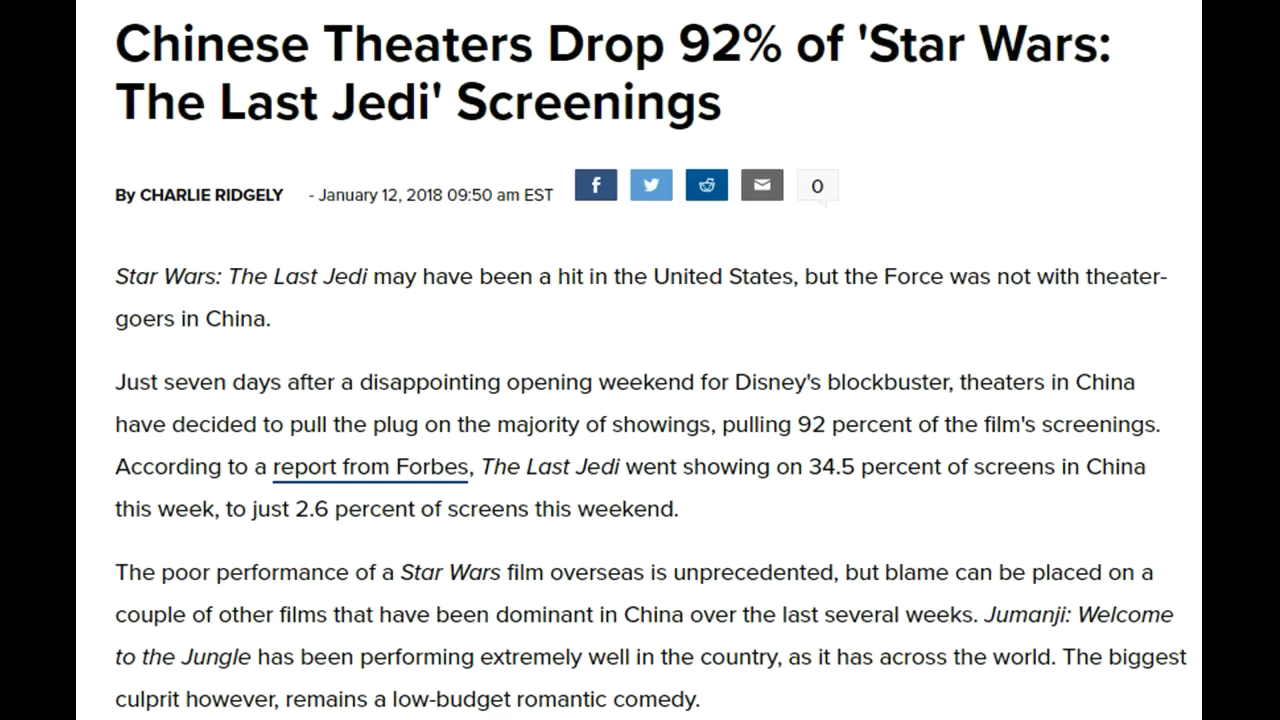 Chinese Theaters Drop 92% of 'Star Wars:
The Last Jedi' Screenings
By CHARLIE RIDGELY - January 12, 2018 09:50 am EST f 0
Star Wars: The Last Jedi may have been a hit in the United States, but the Force was not with theater-
goers in China.
Just seven days after a disappointing opening weekend for Disney's blockbuster, theaters in China
have decided to pull the plug on the majority of showings, pulling 92 percent of the film's screenings.
According to a report from Forbes, The Last Jedi went showing on 34.5 percent of screens in China
this week, to just 2.6 percent of screens this weekend.
The poor performance of a Star Wars film overseas is unprecedented, but blame can be placed on a
couple of other films that have been dominant in China over the last several weeks. Jumanji: Welcome
to the Jungle has been performing extremely well in the country, as it has across the world. The biggest
culprit however, remains a low-budget romantic comedy.